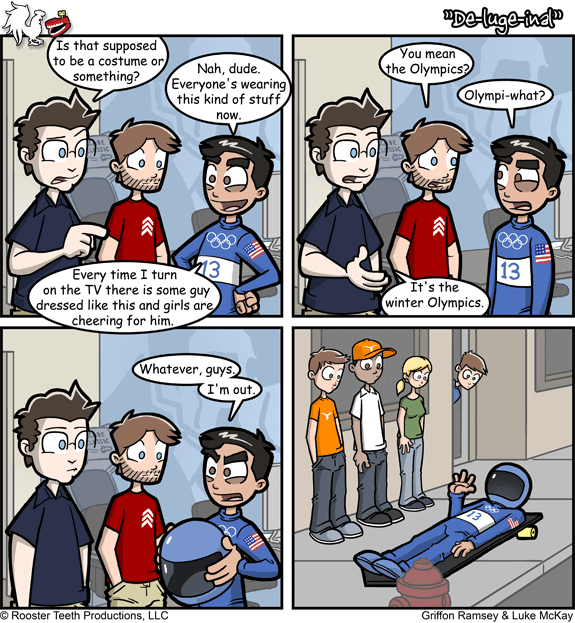 "De-luge-inal"
Is that supposed
to be a costume or
something?
Nah, dude.
Everyone's wearing
this kind of stuff
now.
Every time I turn
on the TV there is some guy
dressed like this and girls are
cheering for him.
13
You mean
the Olympics?
Olympi-what?
It's the
winter Olympics.
13
Whatever, guys.
I'm out.
13
© Rooster Teeth Productions, LLC
Griffon Ramsey & Luke McKay